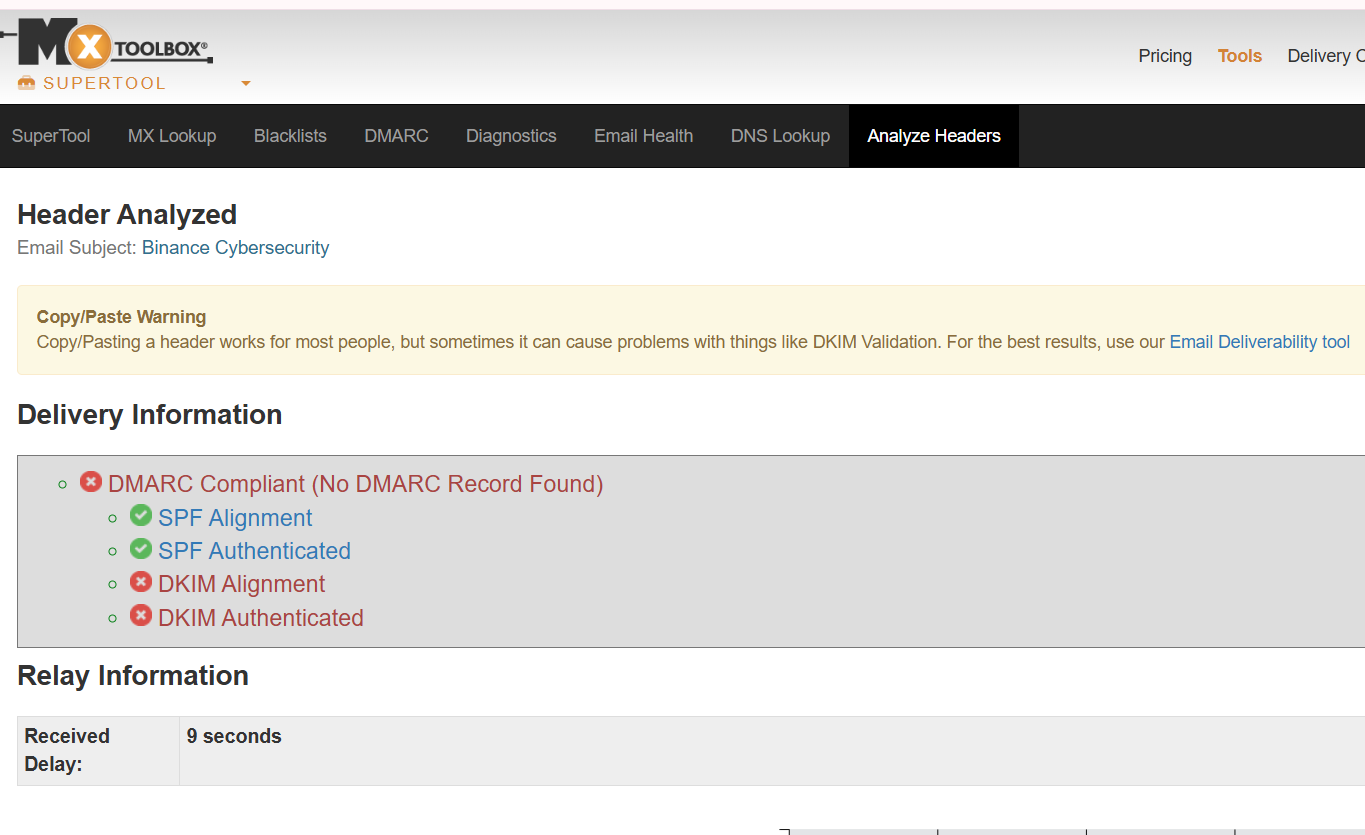 MX TOOLBOX®
SUPERTOOL
Pricing Tools Delivery C
SuperTool MX Lookup Blacklists DMARC Diagnostics Email Health DNS Lookup Analyze Headers
Header Analyzed
Email Subject: Binance Cybersecurity
Copy/Paste Warning
Copy/Pasting a header works for most people, but sometimes it can cause problems with things like DKIM Validation. For the best results, use our Email Deliverability tool
Delivery Information
DMARC Compliant (No DMARC Record Found)
SPF Alignment
SPF Authenticated
DKIM Alignment
DKIM Authenticated
Relay Information
Received 9 seconds
Delay: